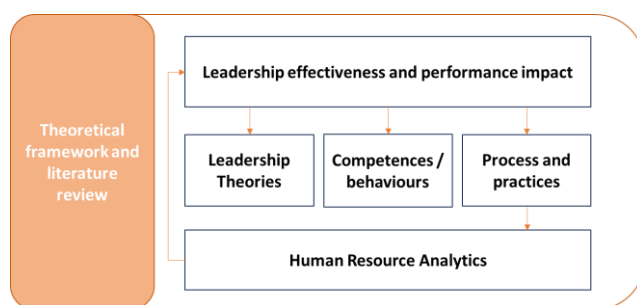 Theoretical
framework and
literature
review
Leadership effectiveness and performance impact
Leadership
Theories
Competences /
behaviours
Process and
practices
Human Resource Analytics